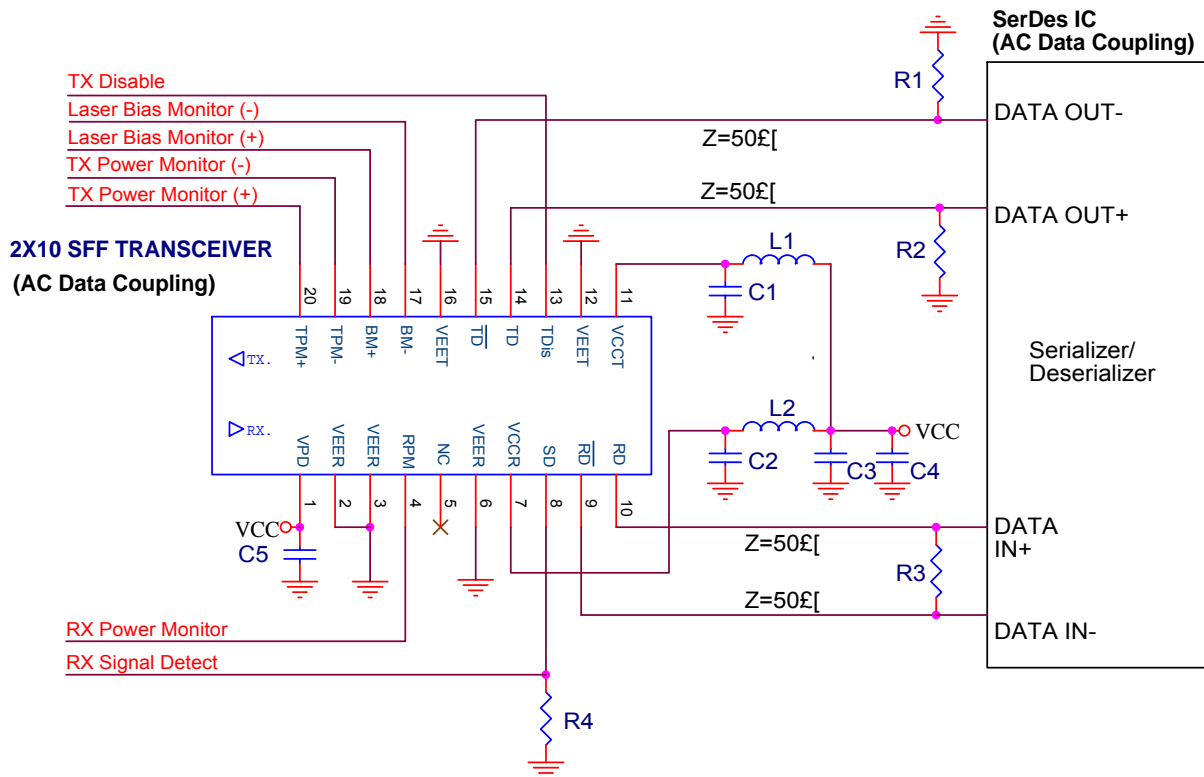 SerDes IC
(AC Data Coupling)
R1
TX Disable
Laser Bias Monitor (-)
Laser Bias Monitor (+)
TX Power Monitor (-)
TX Power Monitor (+)
DATA OUT-
Z=50£[
Z=50£[
DATA OUT+
R2
2X10 SFF TRANSCEIVER
(AC Data Coupling)
L1
C1
20 19 18 17 16 15 14 13 12 11
TPM+ TPM- BM+ BM- VEET TD TD TDis VEET VCCT
TX.
RX.
Serializer/
Deserializer
L2
VCC
C2 C3 C4
VPD VEER VEER RPM NC VEER VCCR SD RD RD
1 2 3 4 5 6 7 8 9 10
VCC
C5
DATA
IN+
Z=50£[
R3
Z=50£[
DATA IN-
RX Power Monitor
RX Signal Detect
R4